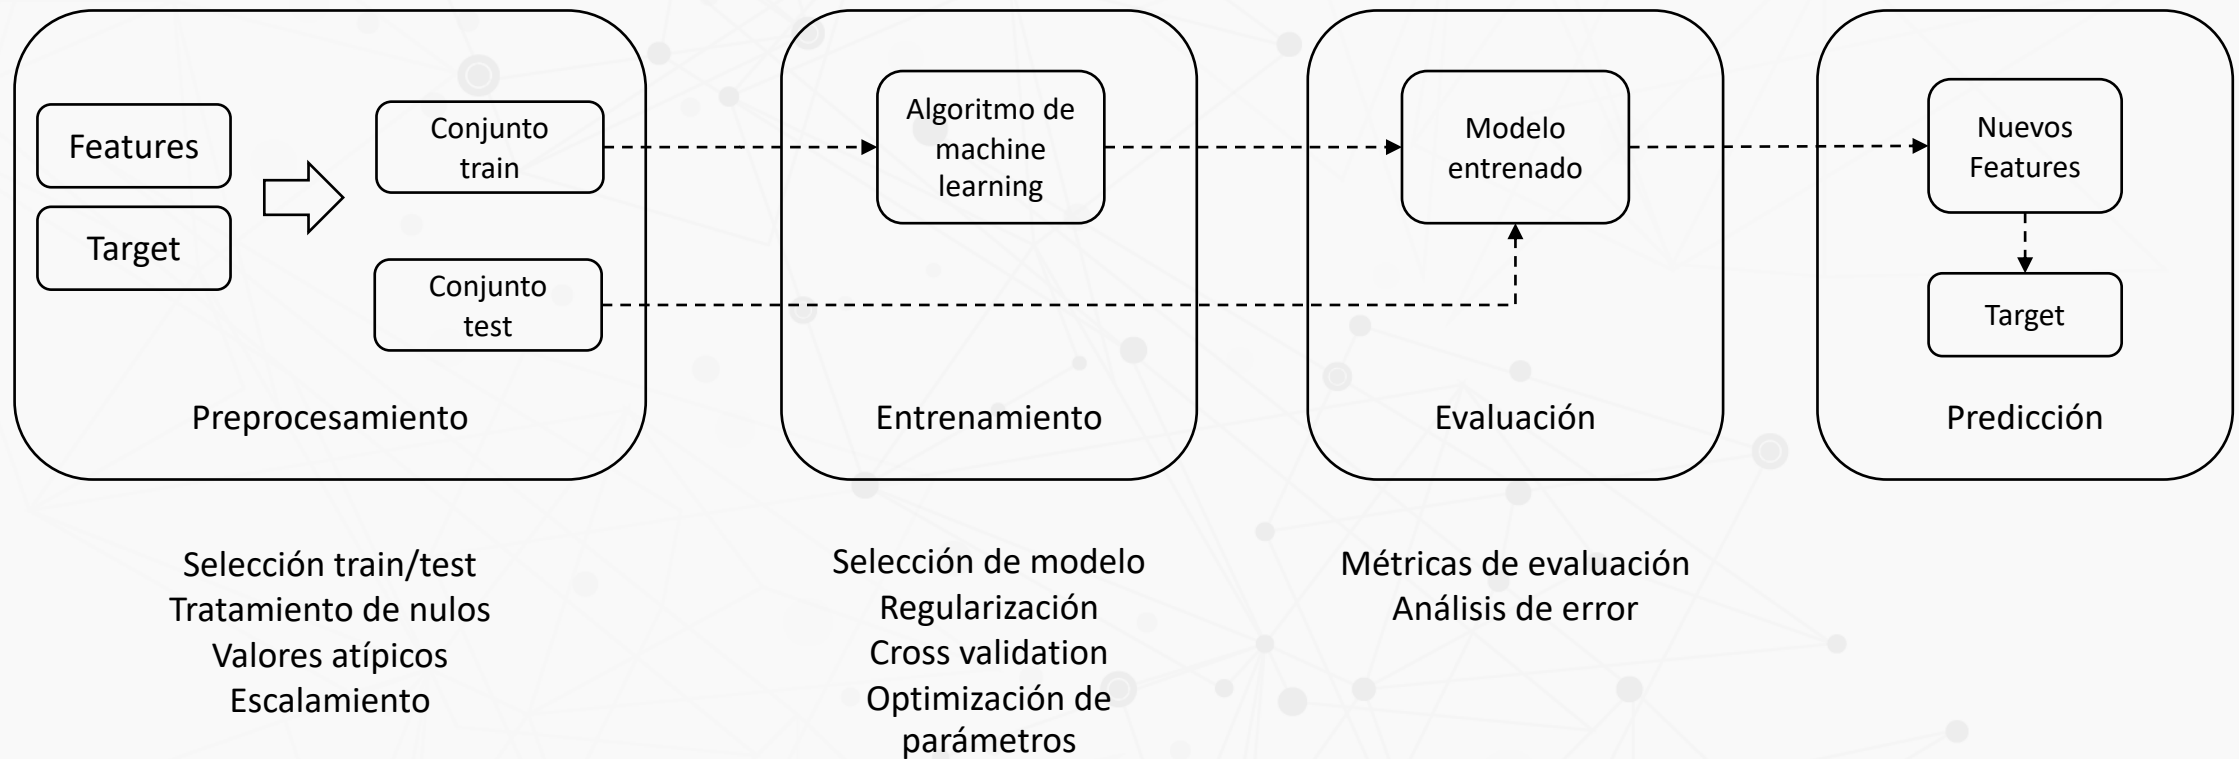 Features
Target
Conjunto
train
Conjunto
test
Preprocesamiento
Algoritmo de
machine
learning
Entrenamiento
Modelo
entrenado
Evaluación
Nuevos
Features
Target
Predicción
Selección train/test
Tratamiento de nulos
Valores atípicos
Escalamiento
Selección de modelo
Regularización
Cross validation
Optimización de
parámetros
Métricas de evaluación
Análisis de error